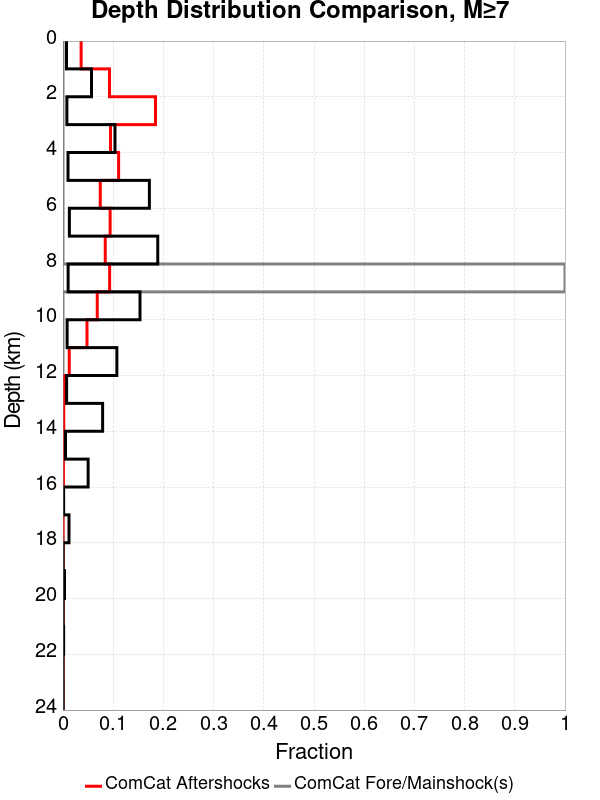 Depth Distribution Comparison, M≥7
0
2
4
6
8
10
12
14
16
18
20
22
24
Depth (km)
0 0.1 0.2 0.3 0.4 0.5 0.6 0.7 0.8 0.9 1
Fraction
ComCat Aftershocks ComCat Fore/Mainshock(s)